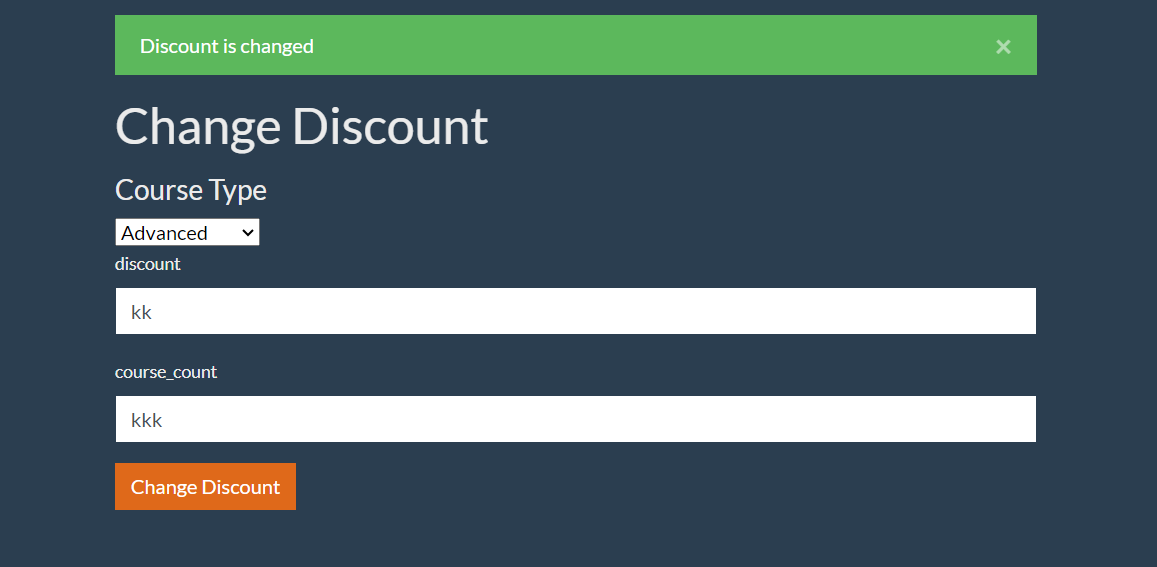 Discount is changed ×
Change Discount
Course Type
Advanced
discount
kk
course_count
kkk
Change Discount